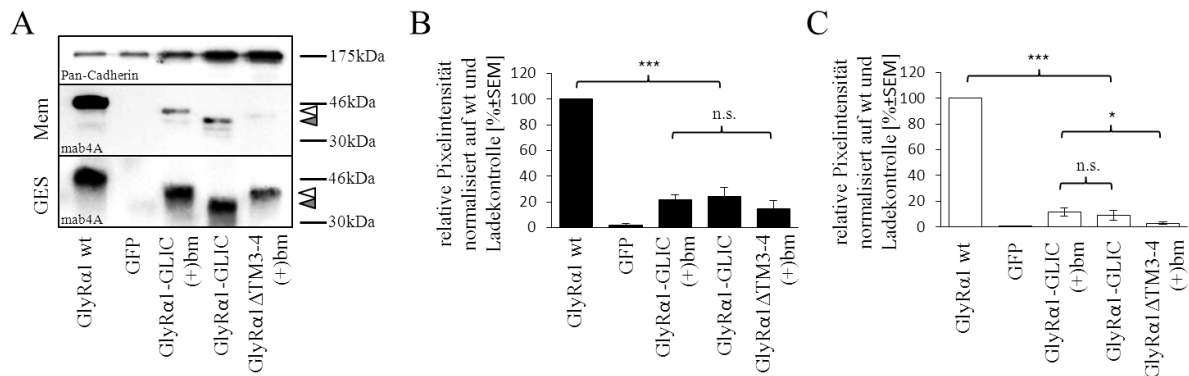 A
Pan-Cadherin
175kDa
Mem
46kDa
30kDa
mab4A
GES
46kDa
30kDa
mab4A
GlyRα1 wt
GFP
GlyRα1-GLIC
(+)bm
GlyRα1-GLIC
GlyRα1ΔTM3-4
(+)bm
B
relative Pixelintensität
normalisiert auf wt und
Ladekontrolle [%±SEM]
120
100
80
60
40
20
0
***
n.s.
GlyRα1 wt
GFP
GlyRα1-GLIC
(+)bm
GlyRα1-GLIC
GlyRα1ΔTM3-4
(+)bm
C
relative Pixelintensität
normalisiert auf wt und
Ladekontrolle [%±SEM]
120
100
80
60
40
20
0
***
*
n.s.
GlyRα1 wt
GFP
GlyRα1-GLIC
(+)bm
GlyRα1-GLIC
GlyRα1ΔTM3-4
(+)bm